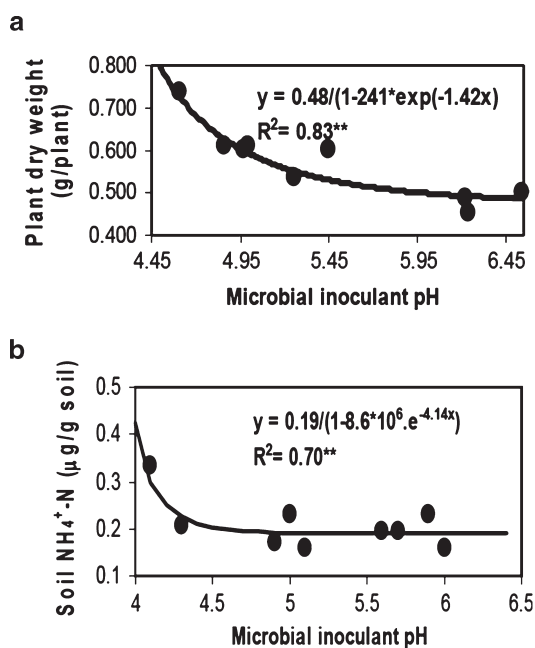 a
Plant dry weight
(g/plant)
0.800
0.700
0.600
0.500
0.400
y = 0.48/(1-241*exp(-1.42x)
R²= 0.83**
4.45 4.95 5.45 5.95 6.45
Microbial inoculant pH
b
Soil NH₄⁺-N (µg/g soil)
0.5
0.4
0.3
0.2
0.1
y = 0.19/(1-8.6*10⁶.e⁻⁴·¹⁴ˣ)
R²= 0.70**
4 4.5 5 5.5 6 6.5
Microbial inoculant pH